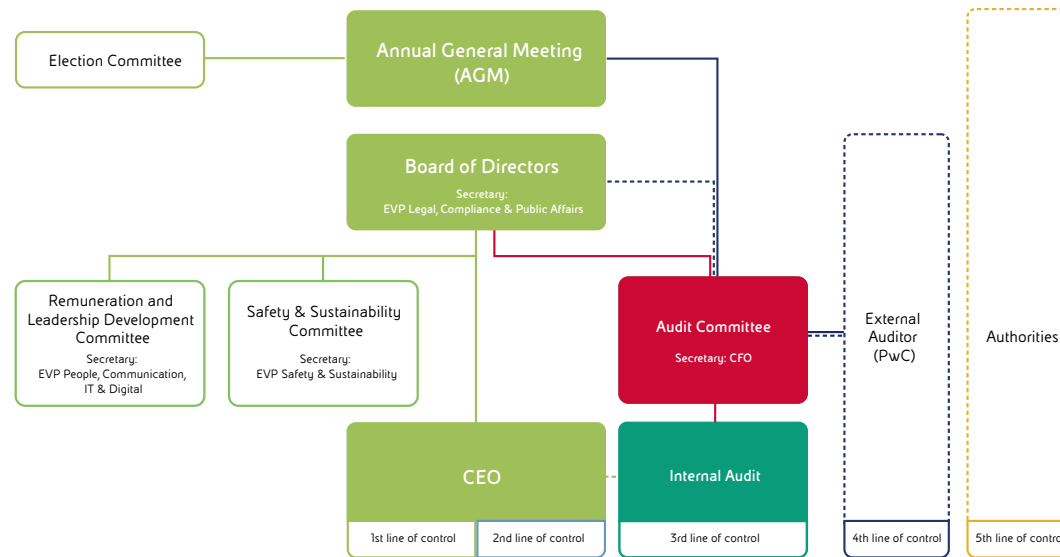 Election Committee
Annual General Meeting
(AGM)
Board of Directors
Secretary:
EVP Legal, Compliance & Public Affairs
Remuneration and
Leadership Development
Committee
Secretary:
EVP People, Communication,
IT & Digital
Safety & Sustainability
Committee
Secretary:
EVP Safety & Sustainability
Audit Committee
Secretary: CFO
External
Auditor
(PwC)
Authorities
CEO
Internal Audit
1st line of control
2nd line of control
3rd line of control
4th line of control
5th line of control